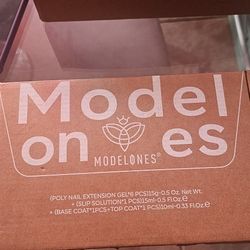 Model
on es
MODELONES®
(POLY NAIL EXTENSION GEL*6 PCS)15g-0.5 Oz. Net Wt.
+ (SLIP SOLUTION*1 PCS)15ml-0.5 Fl.Oz.℮
+ (BASE COAT*1PCS+TOP COAT*1 PCS)10ml-0.33 Fl.Oz.℮